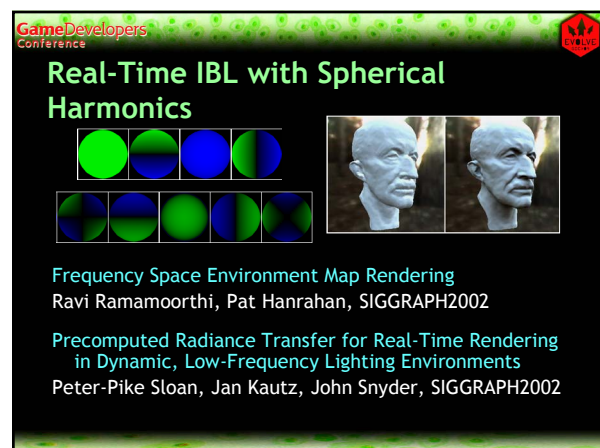 GameDevelopers
Conference
EVOLVE
Real-Time IBL with Spherical
Harmonics
Frequency Space Environment Map Rendering
Ravi Ramamoorthi, Pat Hanrahan, SIGGRAPH2002
Precomputed Radiance Transfer for Real-Time Rendering
in Dynamic, Low-Frequency Lighting Environments
Peter-Pike Sloan, Jan Kautz, John Snyder, SIGGRAPH2002